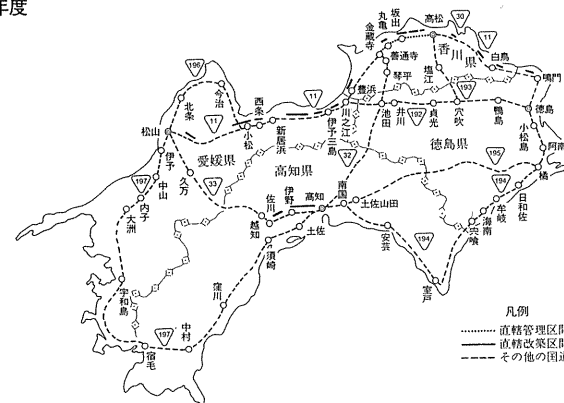 年度
高松
30
11
坂出
丸亀
金蔵寺
善通寺
琴平
塩江
香川県
白鳥
鳴門
196
今治
北条
西条
11
豊浜
193
松山
11
小松
新居浜
伊予三島
川之江
池田
井川
192
貞光
穴吹
鴨島
徳島
小松島
阿南
伊予
愛媛県
高知県
32
徳島県
195
橘
197
中山
久万
33
194
内子
大洲
佐川
伊野
高知
南国
土佐山田
日和佐
牟岐
海南
宍喰
越知
土佐
須崎
安芸
194
室戸
宇和島
窪川
197
中村
宿毛
凡例
直轄管理区間
直轄改築区間
その他の国道